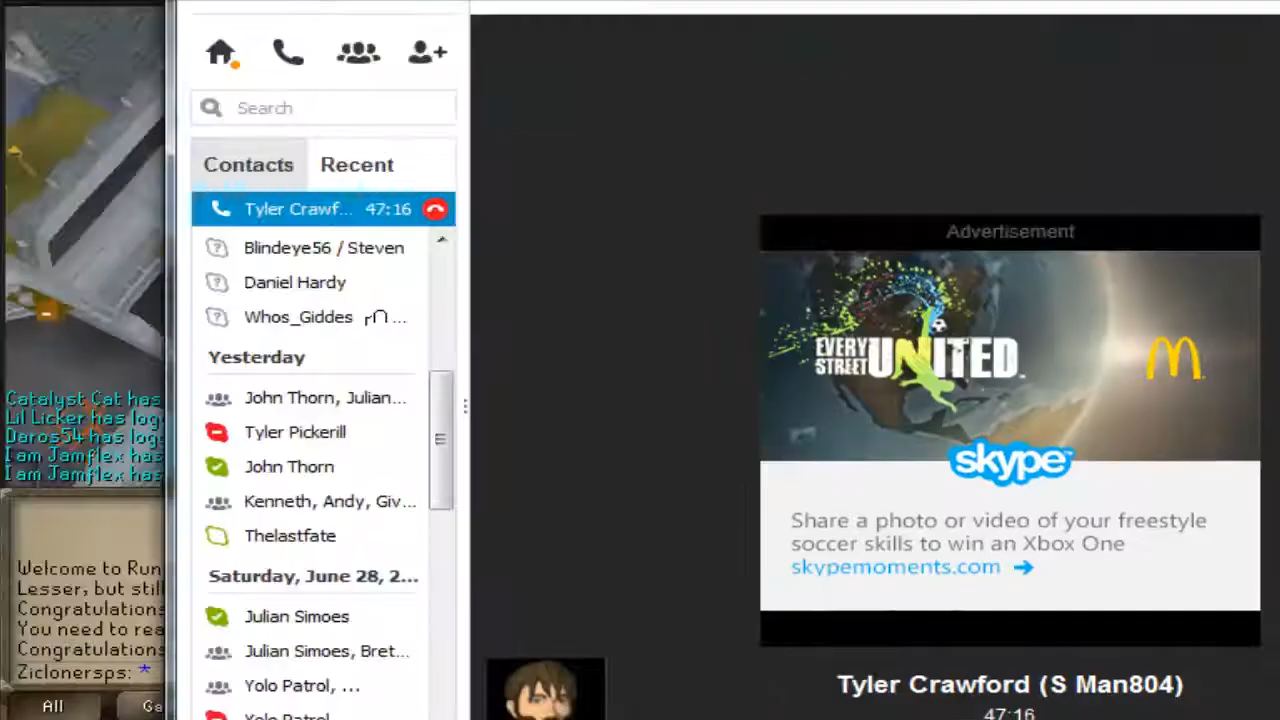 Catalyst Cat has
Lil Licker has log
Daros54 has log
I am Jamflex has
I am Jamflex has
Welcome to Run
Lesser, but still
Congratulations
You need to rea
Congratulations
Ziclonersps: *
All
Ga
Search
Contacts Recent
Tyler Crawf... 47:16
Blindeye56 / Steven
Daniel Hardy
Whos_Giddes ...
Yesterday
John Thorn, Julian...
Tyler Pickerill
John Thorn
Kenneth, Andy, Giv...
Thelastfate
Saturday, June 28, 2...
Julian Simoes
Julian Simoes, Bret...
Yolo Patrol, ...
Yolo Patrol
Advertisement
EVERY
STREET UNITED.
skype™
Share a photo or video of your freestyle
soccer skills to win an Xbox One
skypemoments.com
Tyler Crawford (S Man804)
47:16